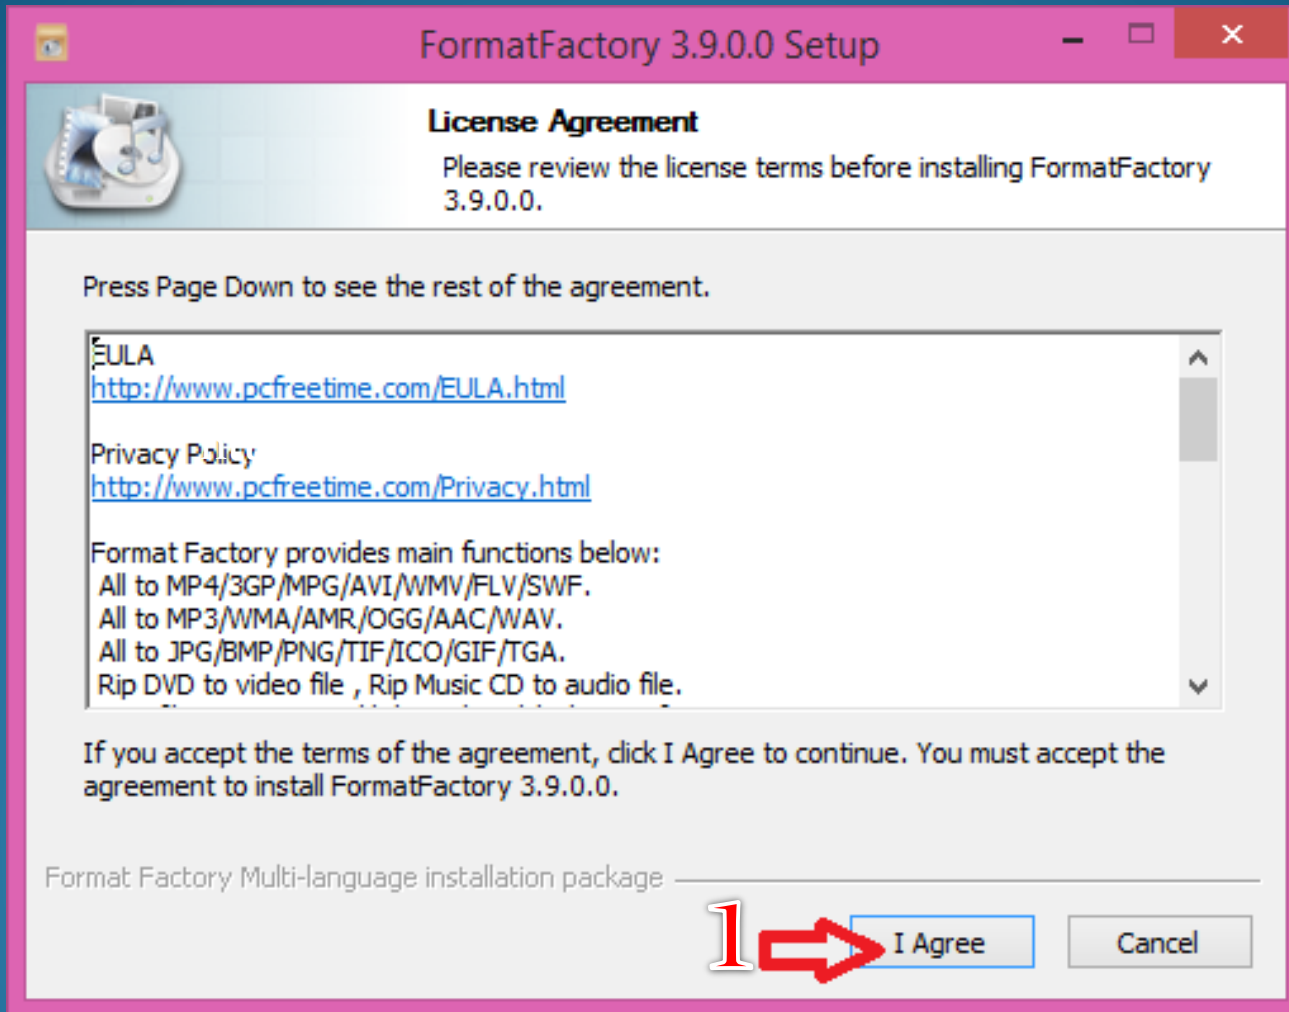 FormatFactory 3.9.0.0 Setup
License Agreement
Please review the license terms before installing FormatFactory
3.9.0.0.
Press Page Down to see the rest of the agreement.
EULA
http://www.pcfreetime.com/EULA.html
Privacy Policy
http://www.pcfreetime.com/Privacy.html
Format Factory provides main functions below:
All to MP4/3GP/MPG/AVI/WMV/FLV/SWF.
All to MP3/WMA/AMR/OGG/AAC/WAV.
All to JPG/BMP/PNG/TIF/ICO/GIF/TGA.
Rip DVD to video file , Rip Music CD to audio file.
If you accept the terms of the agreement, click I Agree to continue. You must accept the
agreement to install FormatFactory 3.9.0.0.
Format Factory Multi-language installation package
1
I Agree
Cancel